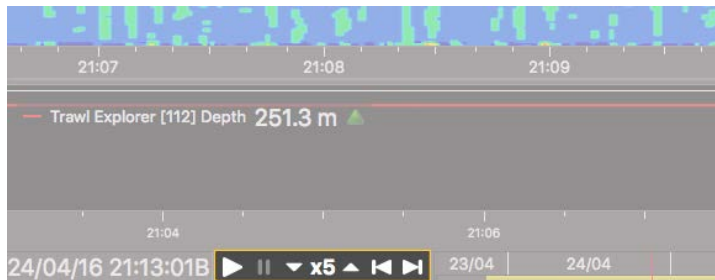 21:07 21:08 21:09
Trawl Explorer [112] Depth 251.3 m
21:04 21:06
24/04/16 21:13:01B x5 23/04 24/04